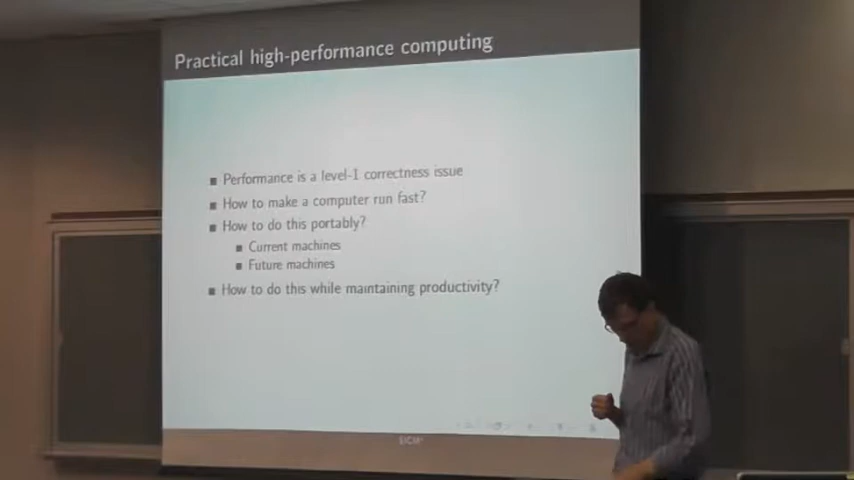 Practical high-performance computing
Performance is a level-1 correctness issue
How to make a computer run fast?
How to do this portably?
Current machines
Future machines
How to do this while maintaining productivity?